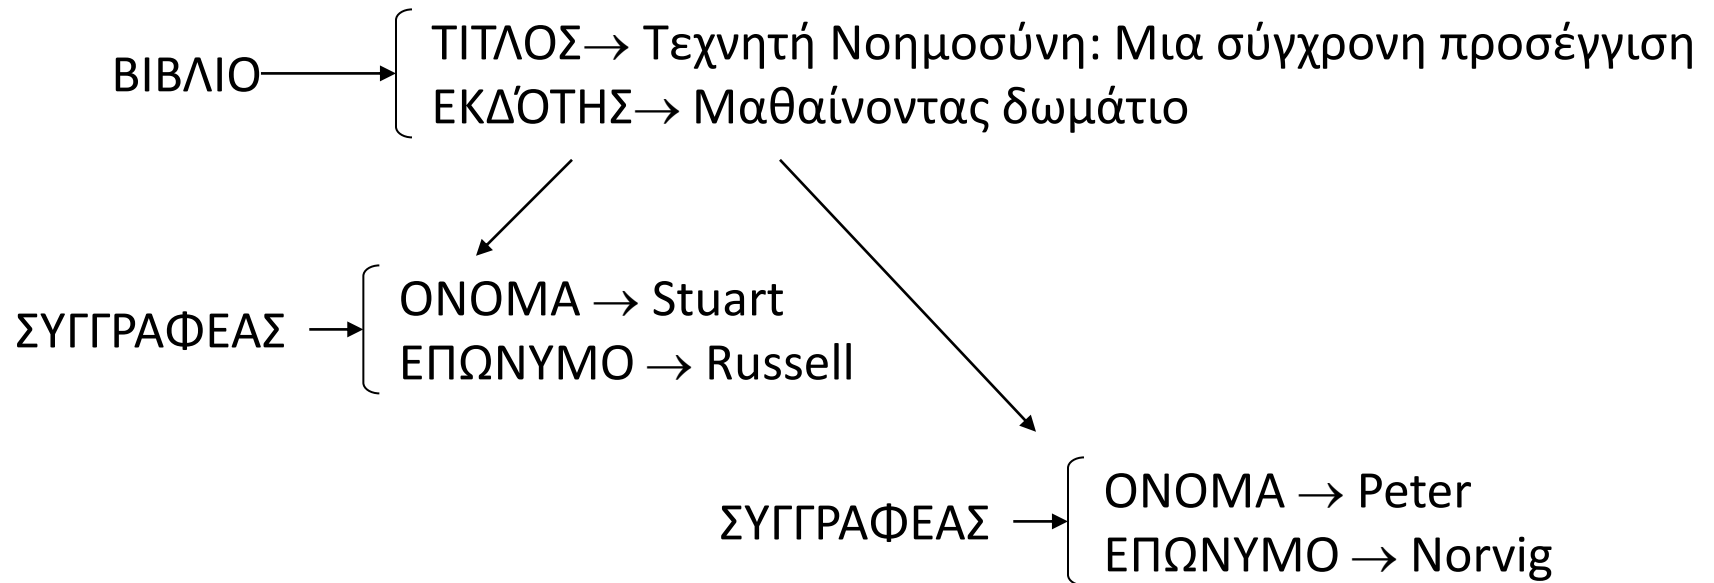 ΒΙΒΛΙΟ
ΤΙΤΛΟΣ→ Τεχνητή Νοημοσύνη: Μια σύγχρονη προσέγγιση
ΕΚΔΌΤΗΣ→ Μαθαίνοντας δωμάτιο
ΣΥΓΓΡΑΦΕΑΣ
ΟΝΟΜΑ → Stuart
ΕΠΩΝΥΜΟ → Russell
ΣΥΓΓΡΑΦΕΑΣ
ΟΝΟΜΑ → Peter
ΕΠΩΝΥΜΟ → Norvig